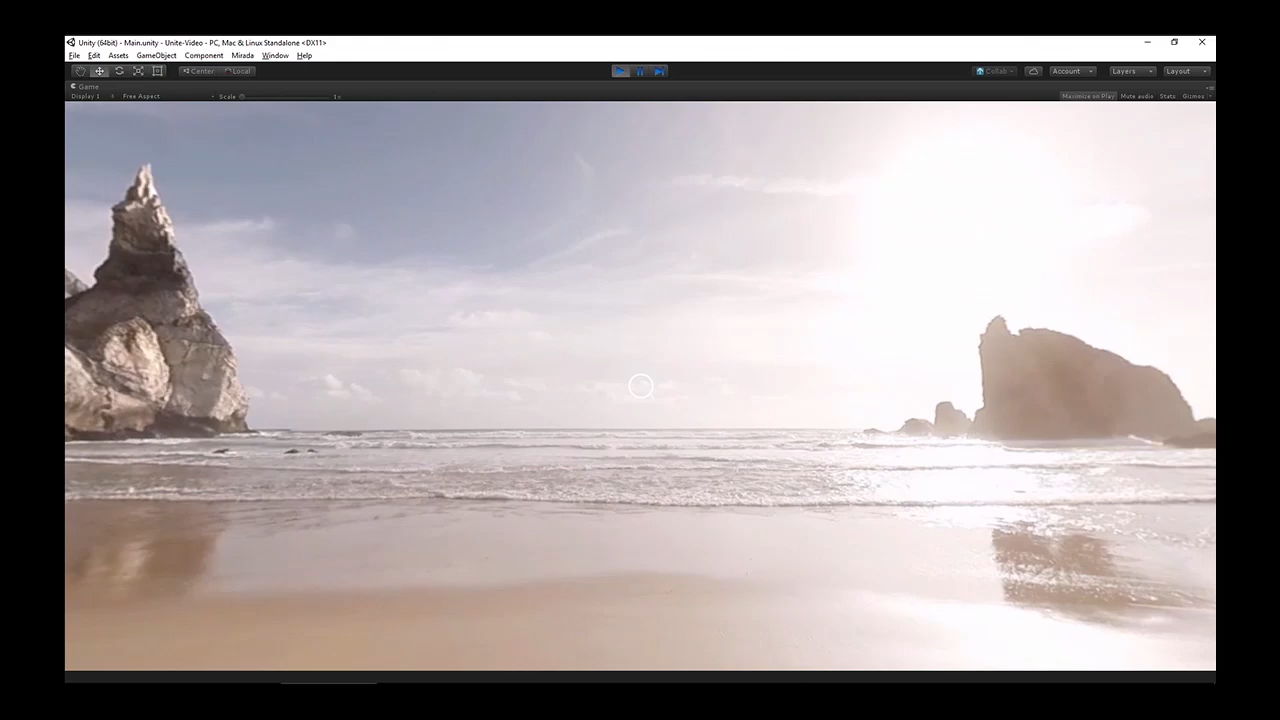 Unity (64bit) - Main.unity - Unite-Video - PC, Mac & Linux Standalone <DX11>
File Edit Assets GameObject Component Mirada Window Help
Center Local Collab Account Layers Layout
Game
Display 1 Free Aspect Scale 1x Maximize on Play Mute audio Stats Gizmos